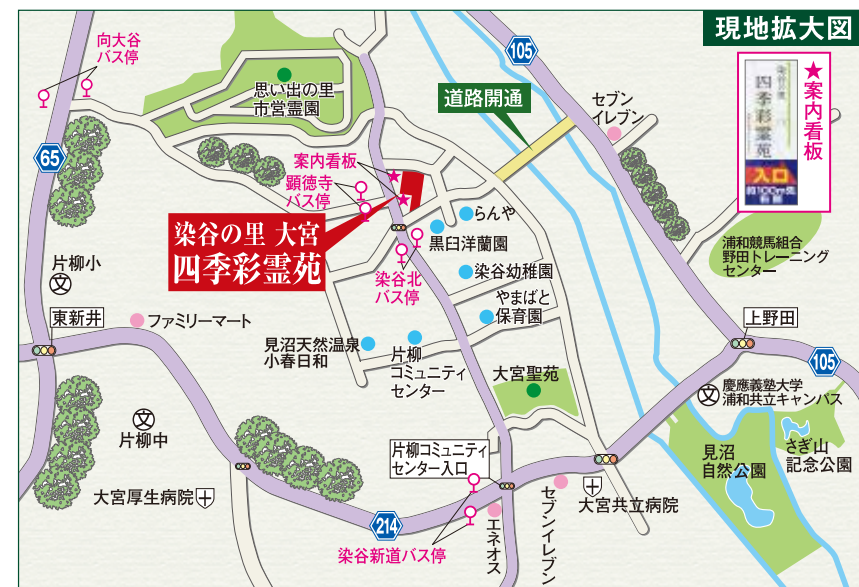 現地拡大図
★案内看板
四季彩霊苑
入口
約100m先
向大谷
バス停
105
思い出の里
市営霊園
道路開通
セブン
イレブン
65
案内看板
顕徳寺
バス停
らんや
黒臼洋蘭園
染谷の里 大宮
四季彩霊苑
浦和競馬組合
野田トレーニング
センター
染谷北
バス停
染谷幼稚園
片柳小
文
やまばと
保育園
東新井
ファミリーマート
上野田
見沼天然温泉
小春日和
片柳
コミュニティ
センター
大宮聖苑
105
文
慶應義塾大学
浦和共立キャンパス
文
片柳中
片柳コミュニティ
センター入口
見沼
自然公園
さぎ山
記念公園
大宮厚生病院
大宮共立病院
セブンイレブン
エネオス
214
染谷新道バス停